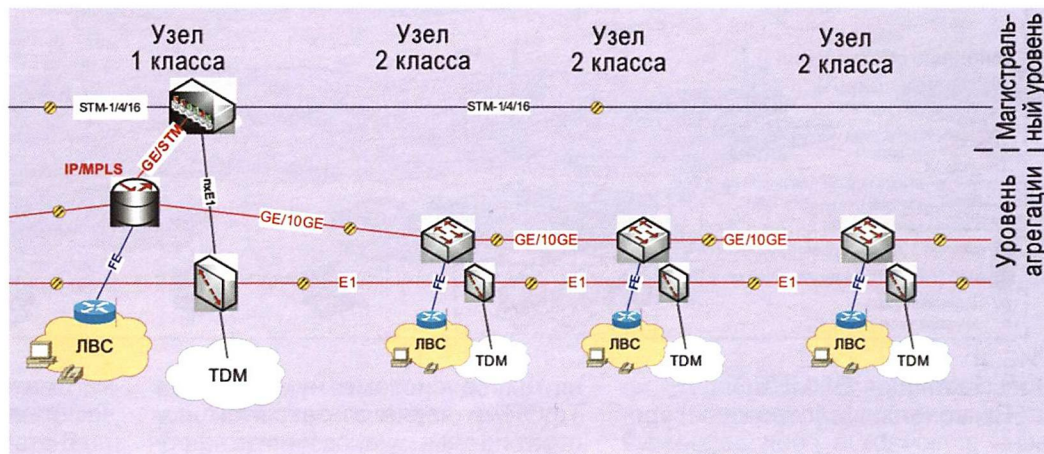 Узел
1 класса
Узел
2 класса
Узел
2 класса
Узел
2 класса
Магистраль-
ный уровень
STM-1/4/16
STM-1/4/16
GE/STM
IP/MPLS
nxE1
GE/10GE
GE/10GE
GE/10GE
Уровень
агрегации
FE
FE
FE
FE
E1
E1
E1
ЛВС
TDM
ЛВС
TDM
ЛВС
TDM
ЛВС
TDM